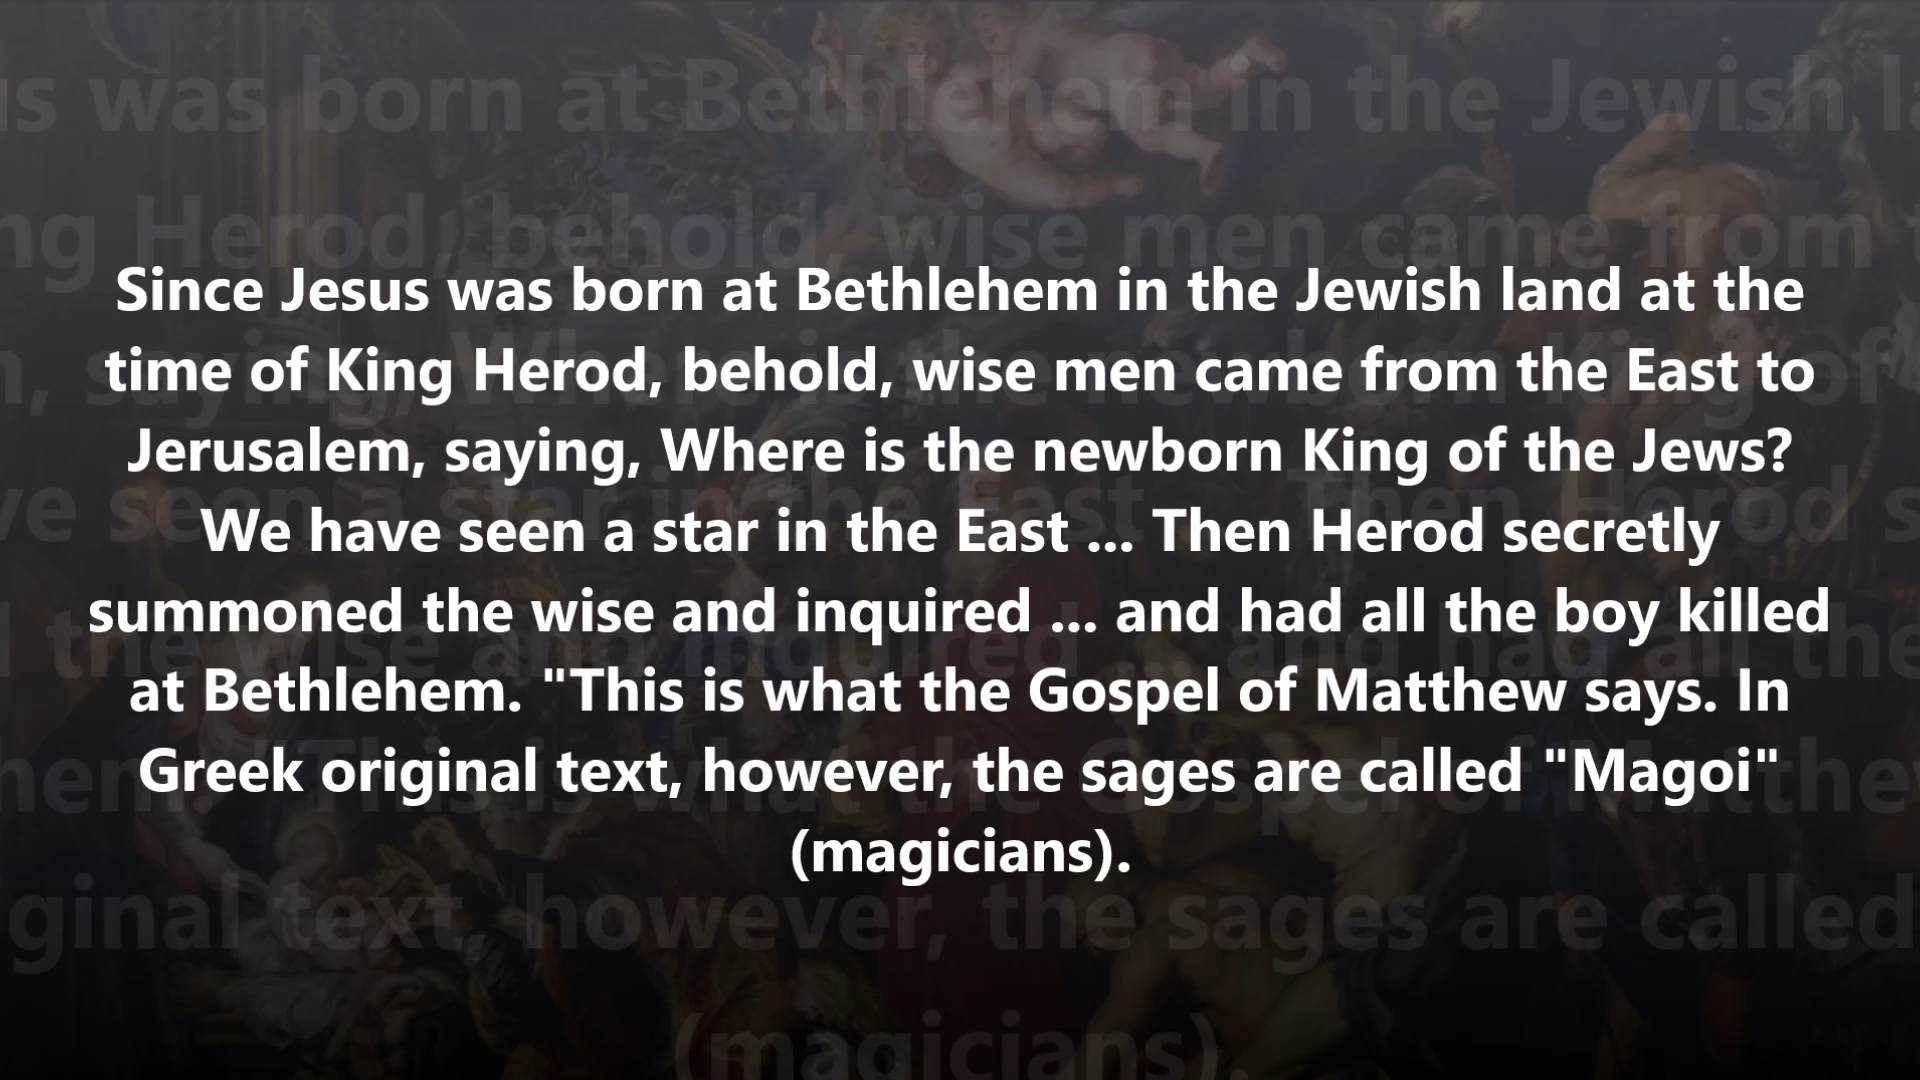 Since Jesus was born at Bethlehem in the Jewish land at the
time of King Herod, behold, wise men came from the East to
Jerusalem, saying, Where is the newborn King of the Jews?
We have seen a star in the East ... Then Herod secretly
summoned the wise and inquired ... and had all the boy killed
at Bethlehem. "This is what the Gospel of Matthew says. In
Greek original text, however, the sages are called "Magoi"
(magicians).